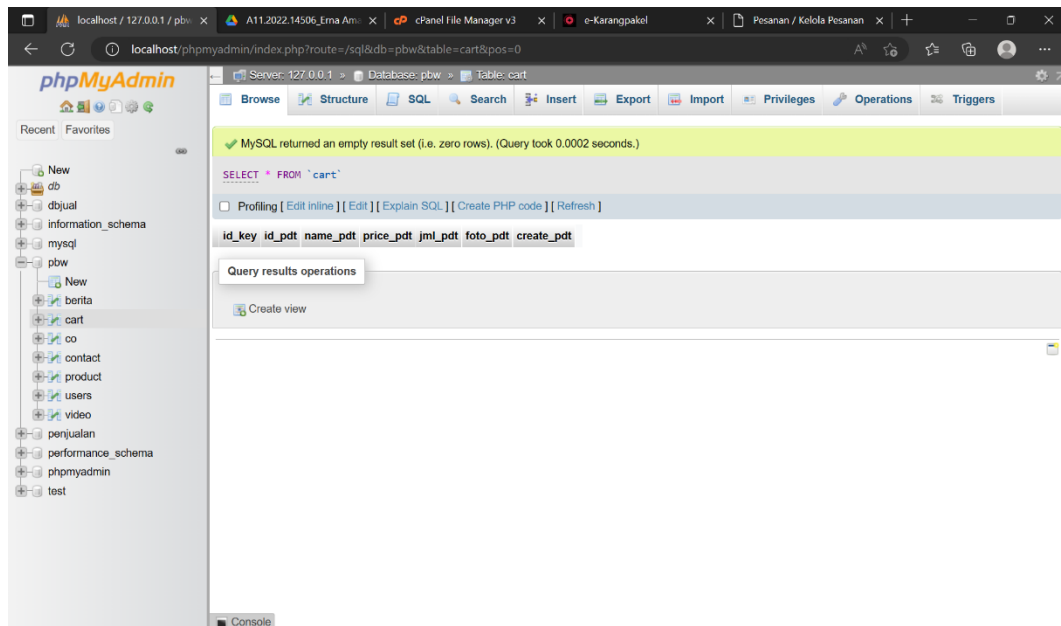 localhost / 127.0.0.1 / pbw
A11.2022.14506_Erna Ama
cPanel File Manager v3
e-Karangpakel
Pesanan / Kelola Pesanan
localhost/phpmyadmin/index.php?route=/sql&db=pbw&table=cart&pos=0
phpMyAdmin
Recent Favorites
New
db
dbjual
information_schema
mysql
pbw
New
berita
cart
co
contact
product
users
video
penjualan
performance_schema
phpmyadmin
test
Server: 127.0.0.1 » Database: pbw » Table: cart
Browse Structure SQL Search Insert Export Import Privileges Operations Triggers
MySQL returned an empty result set (i.e. zero rows). (Query took 0.0002 seconds.)
SELECT * FROM `cart`
Profiling [ Edit inline ] [ Edit ] [ Explain SQL ] [ Create PHP code ] [ Refresh ]
id_key id_pdt name_pdt price_pdt jml_pdt foto_pdt create_pdt
Query results operations
Create view
Console